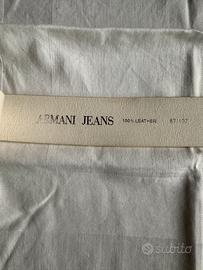 ARMANI JEANS 100% LEATHER
subito